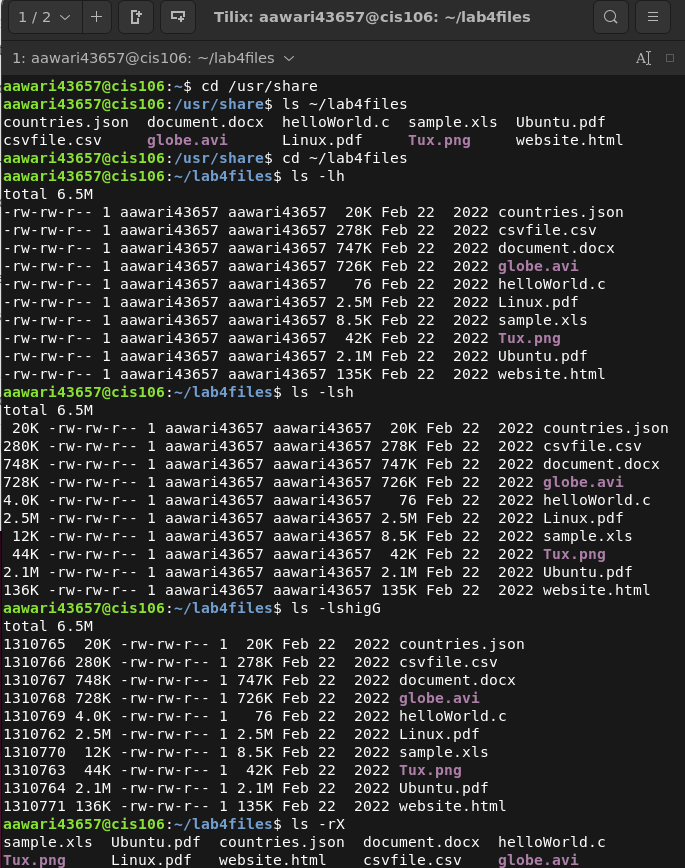 1 / 2
Tilix: aawari43657@cis106: ~/lab4files
1: aawari43657@cis106: ~/lab4files
aawari43657@cis106:~$ cd /usr/share
aawari43657@cis106:/usr/share$ ls ~/lab4files
countries.json  document.docx  helloWorld.c  sample.xls  Ubuntu.pdf
csvfile.csv     globe.avi      Linux.pdf     Tux.png     website.html
aawari43657@cis106:/usr/share$ cd ~/lab4files
aawari43657@cis106:~/lab4files$ ls -lh
total 6.5M
-rw-rw-r-- 1 aawari43657 aawari43657  20K Feb 22  2022 countries.json
-rw-rw-r-- 1 aawari43657 aawari43657 278K Feb 22  2022 csvfile.csv
-rw-rw-r-- 1 aawari43657 aawari43657 747K Feb 22  2022 document.docx
-rw-rw-r-- 1 aawari43657 aawari43657 726K Feb 22  2022 globe.avi
-rw-rw-r-- 1 aawari43657 aawari43657   76 Feb 22  2022 helloWorld.c
-rw-rw-r-- 1 aawari43657 aawari43657 2.5M Feb 22  2022 Linux.pdf
-rw-rw-r-- 1 aawari43657 aawari43657 8.5K Feb 22  2022 sample.xls
-rw-rw-r-- 1 aawari43657 aawari43657  42K Feb 22  2022 Tux.png
-rw-rw-r-- 1 aawari43657 aawari43657 2.1M Feb 22  2022 Ubuntu.pdf
-rw-rw-r-- 1 aawari43657 aawari43657 135K Feb 22  2022 website.html
aawari43657@cis106:~/lab4files$ ls -lsh
total 6.5M
 20K -rw-rw-r-- 1 aawari43657 aawari43657  20K Feb 22  2022 countries.json
280K -rw-rw-r-- 1 aawari43657 aawari43657 278K Feb 22  2022 csvfile.csv
748K -rw-rw-r-- 1 aawari43657 aawari43657 747K Feb 22  2022 document.docx
728K -rw-rw-r-- 1 aawari43657 aawari43657 726K Feb 22  2022 globe.avi
4.0K -rw-rw-r-- 1 aawari43657 aawari43657   76 Feb 22  2022 helloWorld.c
2.5M -rw-rw-r-- 1 aawari43657 aawari43657 2.5M Feb 22  2022 Linux.pdf
 12K -rw-rw-r-- 1 aawari43657 aawari43657 8.5K Feb 22  2022 sample.xls
 44K -rw-rw-r-- 1 aawari43657 aawari43657  42K Feb 22  2022 Tux.png
2.1M -rw-rw-r-- 1 aawari43657 aawari43657 2.1M Feb 22  2022 Ubuntu.pdf
136K -rw-rw-r-- 1 aawari43657 aawari43657 135K Feb 22  2022 website.html
aawari43657@cis106:~/lab4files$ ls -lshigG
total 6.5M
1310765  20K -rw-rw-r-- 1  20K Feb 22  2022 countries.json
1310766 280K -rw-rw-r-- 1 278K Feb 22  2022 csvfile.csv
1310767 748K -rw-rw-r-- 1 747K Feb 22  2022 document.docx
1310768 728K -rw-rw-r-- 1 726K Feb 22  2022 globe.avi
1310769 4.0K -rw-rw-r-- 1   76 Feb 22  2022 helloWorld.c
1310762 2.5M -rw-rw-r-- 1 2.5M Feb 22  2022 Linux.pdf
1310770  12K -rw-rw-r-- 1 8.5K Feb 22  2022 sample.xls
1310763  44K -rw-rw-r-- 1  42K Feb 22  2022 Tux.png
1310764 2.1M -rw-rw-r-- 1 2.1M Feb 22  2022 Ubuntu.pdf
1310771 136K -rw-rw-r-- 1 135K Feb 22  2022 website.html
aawari43657@cis106:~/lab4files$ ls -rX
sample.xls  Ubuntu.pdf  countries.json  document.docx  helloWorld.c
Tux.png     Linux.pdf   website.html    csvfile.csv    globe.avi